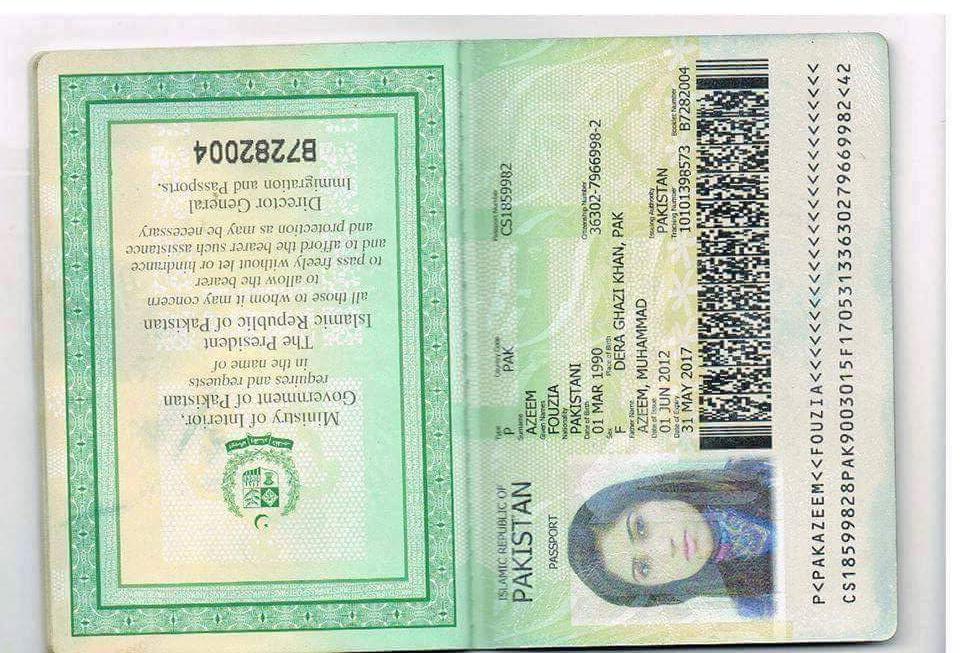 Ministry of Interior,
Government of Pakistan
requires and requests
in the name of
The President
Islamic Republic of Pakistan
all those to whom it may concern
to allow the bearer
to pass freely without let or hindrance
and to afford the bearer such assistance
and protection as may be necessary
Director General
Immigration and Passports.
B7282004
ISLAMIC REPUBLIC OF
PAKISTAN
PASSPORT
Type Country Code Passport Number
P PAK CS1859982
Surname
AZEEM
Given Names
FOUZIA
Nationality
PAKISTANI
Date of Birth Citizenship Number
01 MAR 1990 36302-7966998-2
Sex Place of Birth
F DERA GHAZI KHAN, PAK
Father Name
AZEEM, MUHAMMAD
Date of Issue Issuing Authority
01 JUN 2012 PAKISTAN
Date of Expiry Tracking Number Booklet Number
31 MAY 2017 10101398573 B7282004
P<PAKAZEEM<<FOUZIA<<<<<<<<<<<<<<<<<<<<<<<<<<
CS18599828PAK9003015F17053133630279669982<42